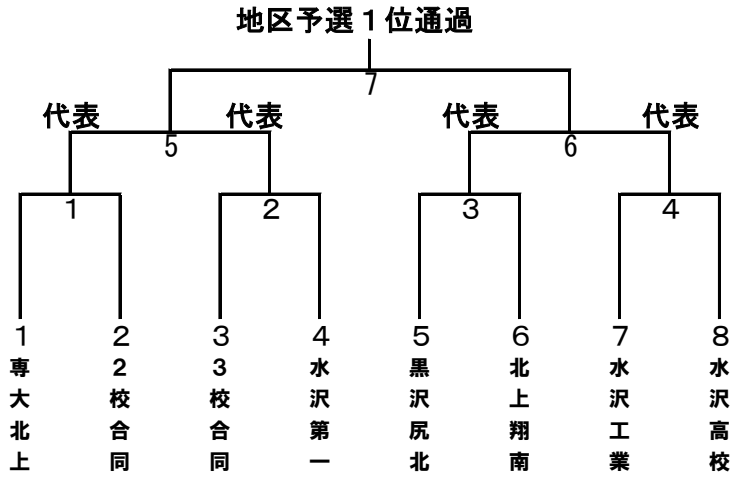 地区予選１位通過
7
代表
代表
代表
代表
5
6
1
2
3
4
1
2
3
4
5
6
7
8
専大北上
2校合同
3校合同
水沢第一
黒沢尻北
北上翔南
水沢工業
水沢高校